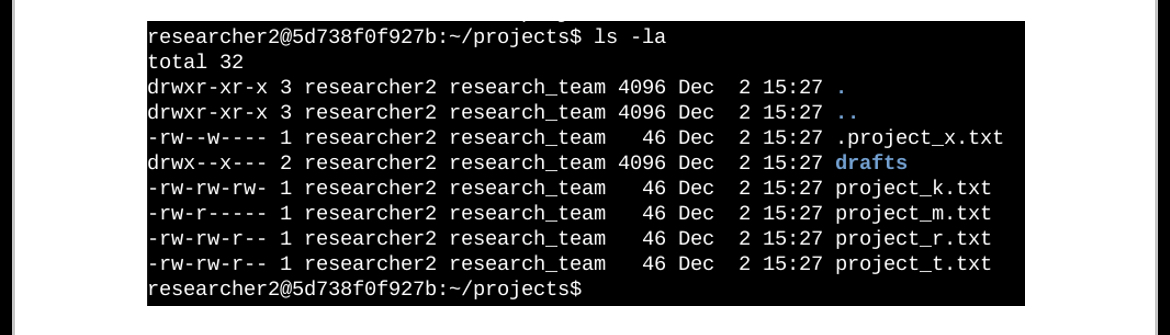 researcher2@5d738f0f927b:~/projects$ ls -la
total 32
drwxr-xr-x 3 researcher2 research_team 4096 Dec  2 15:27 .
drwxr-xr-x 3 researcher2 research_team 4096 Dec  2 15:27 ..
-rw--w---- 1 researcher2 research_team   46 Dec  2 15:27 .project_x.txt
drwx--x--- 2 researcher2 research_team 4096 Dec  2 15:27 drafts
-rw-rw-rw- 1 researcher2 research_team   46 Dec  2 15:27 project_k.txt
-rw-r----- 1 researcher2 research_team   46 Dec  2 15:27 project_m.txt
-rw-rw-r-- 1 researcher2 research_team   46 Dec  2 15:27 project_r.txt
-rw-rw-r-- 1 researcher2 research_team   46 Dec  2 15:27 project_t.txt
researcher2@5d738f0f927b:~/projects$